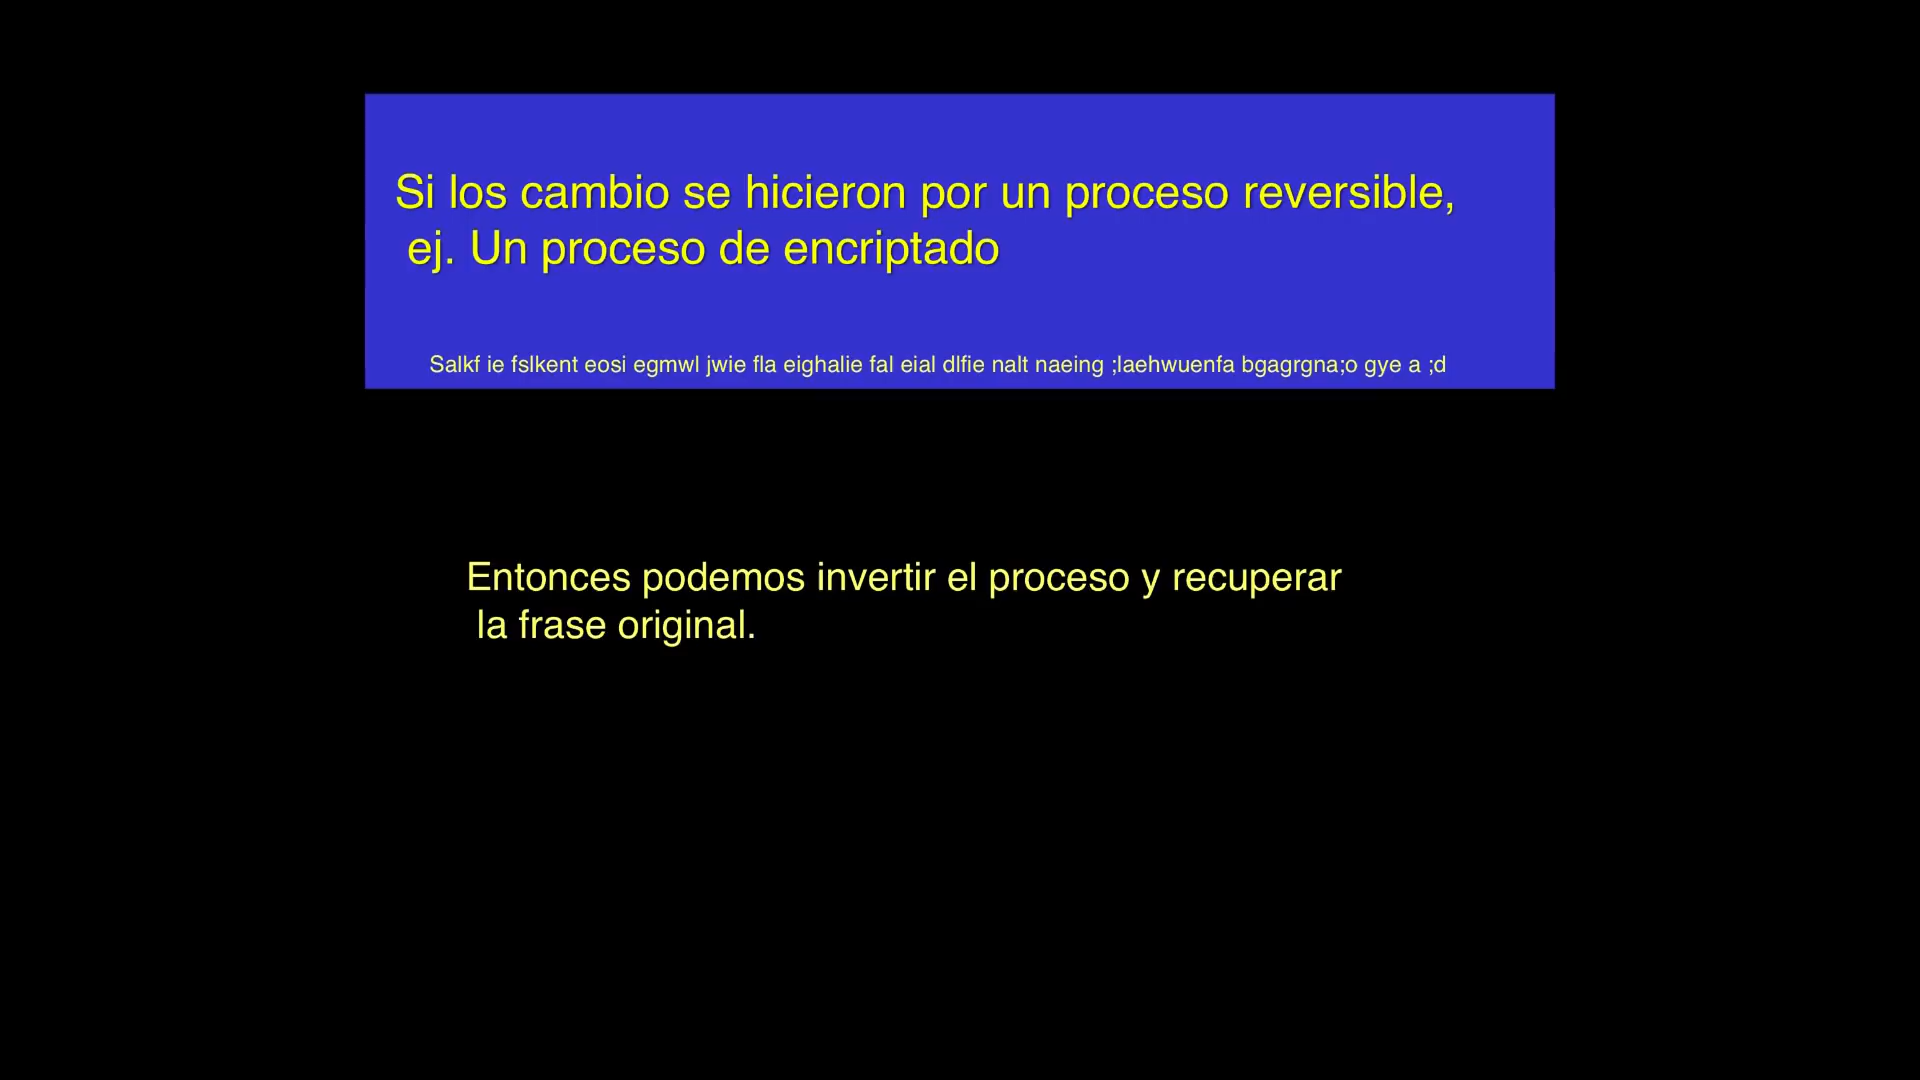 Si los cambio se hicieron por un proceso reversible,
ej. Un proceso de encriptado
Salkf ie fslkent eosi egmwl jwie fla eighalie fal eial dlfie nalt naeing ;laehwuenfa bgagrgna;o gye a ;d
Entonces podemos invertir el proceso y recuperar
la frase original.